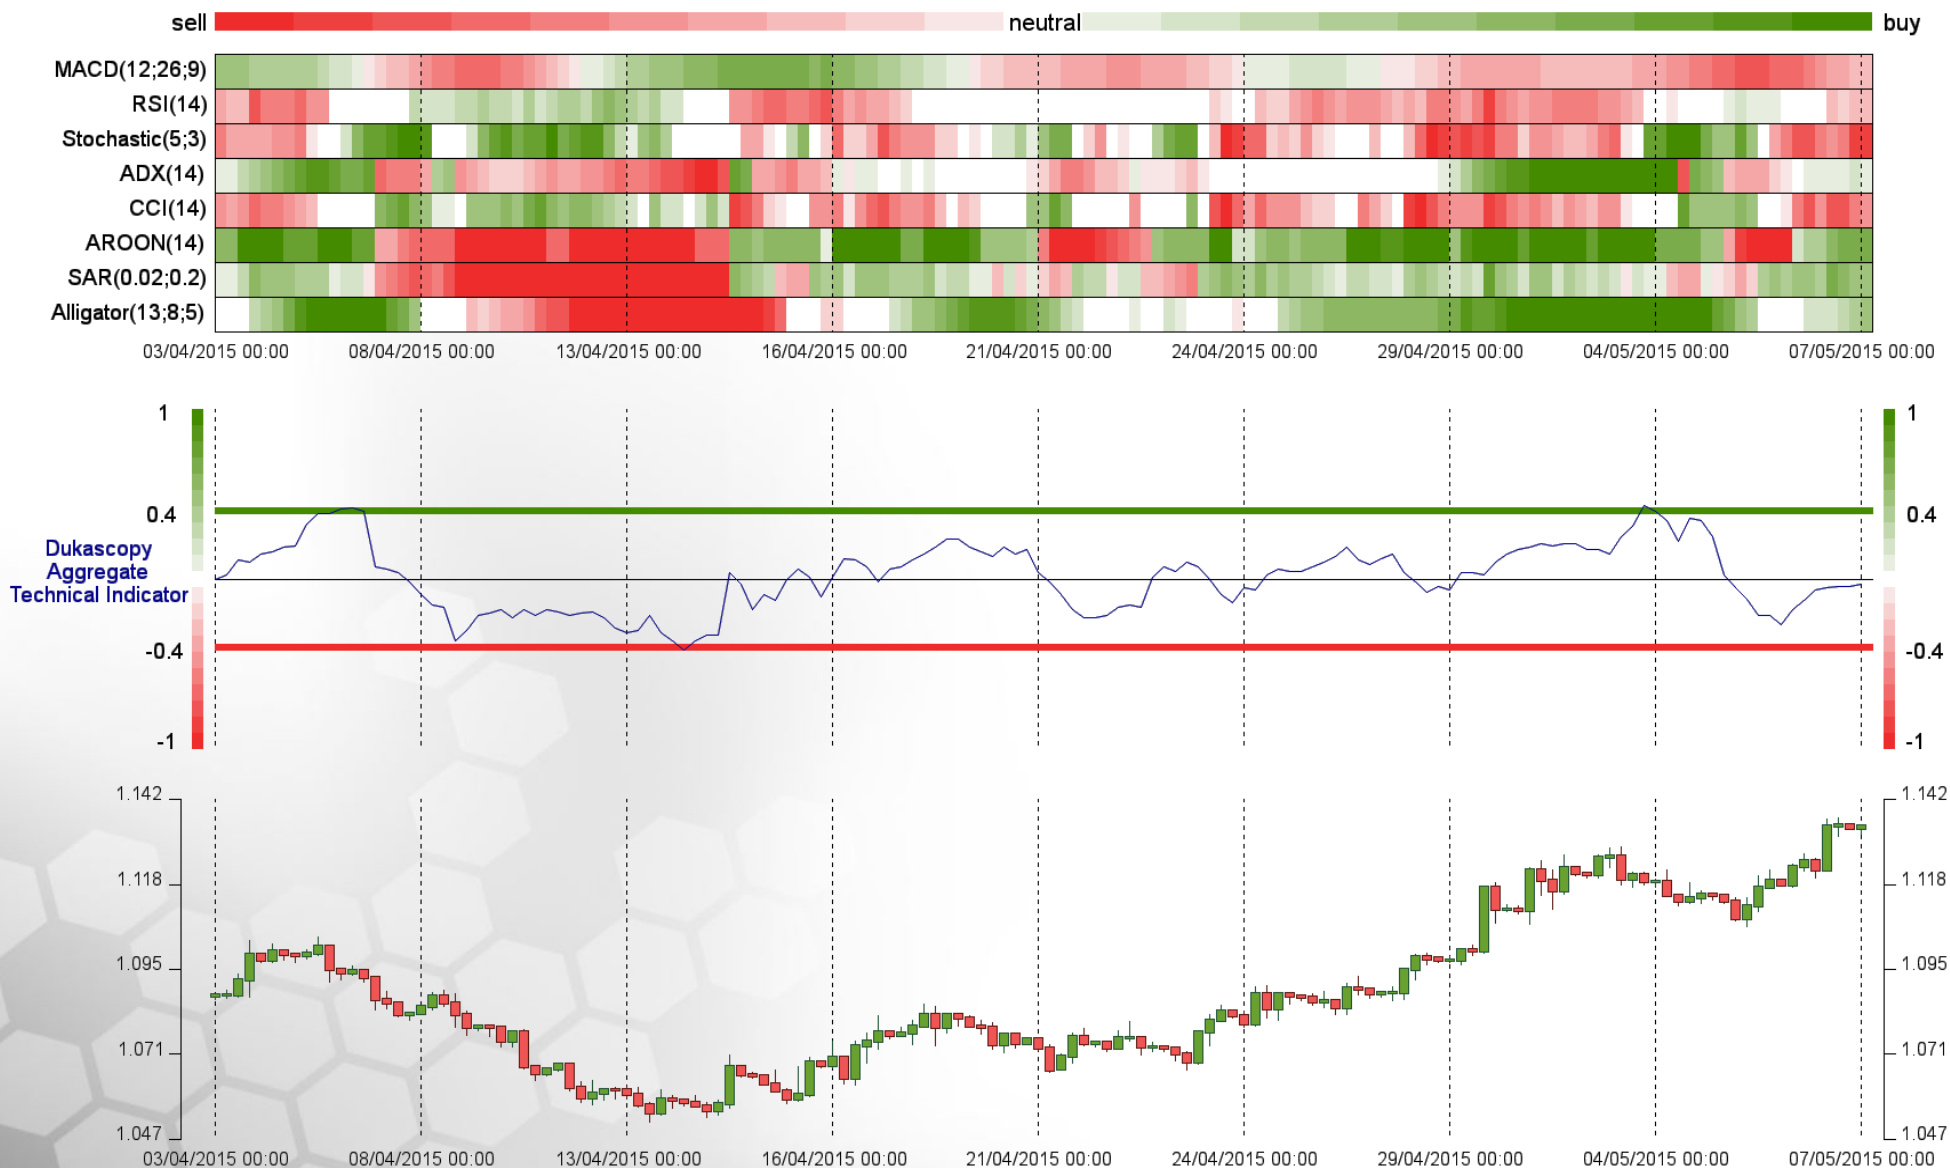 sell neutral buy
MACD(12;26;9)
RSI(14)
Stochastic(5;3)
ADX(14)
CCI(14)
AROON(14)
SAR(0.02;0.2)
Alligator(13;8;5)
03/04/2015 00:00 08/04/2015 00:00 13/04/2015 00:00 16/04/2015 00:00 21/04/2015 00:00 24/04/2015 00:00 29/04/2015 00:00 04/05/2015 00:00 07/05/2015 00:00
1 1
0.4 0.4
Dukascopy
Aggregate
Technical Indicator
-0.4 -0.4
-1 -1
1.142 1.142
1.118 1.118
1.095 1.095
1.071 1.071
1.047 1.047
03/04/2015 00:00 08/04/2015 00:00 13/04/2015 00:00 16/04/2015 00:00 21/04/2015 00:00 24/04/2015 00:00 29/04/2015 00:00 04/05/2015 00:00 07/05/2015 00:00